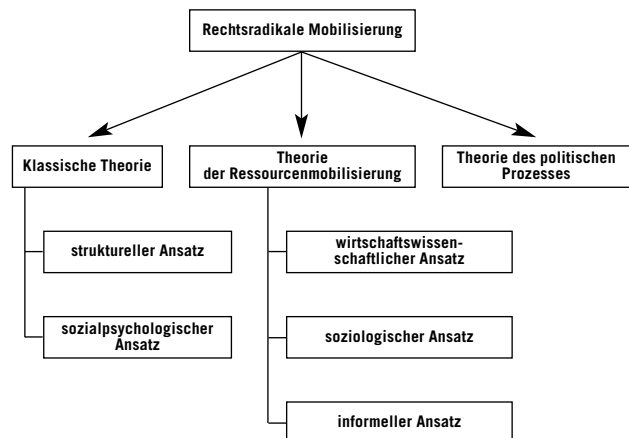 Rechtsradikale Mobilisierung
Klassische Theorie
Theorie
der Ressourcenmobilisierung
Theorie des politischen
Prozesses
struktureller Ansatz
sozialpsychologischer
Ansatz
wirtschaftswissen-
schaftlicher Ansatz
soziologischer Ansatz
informeller Ansatz